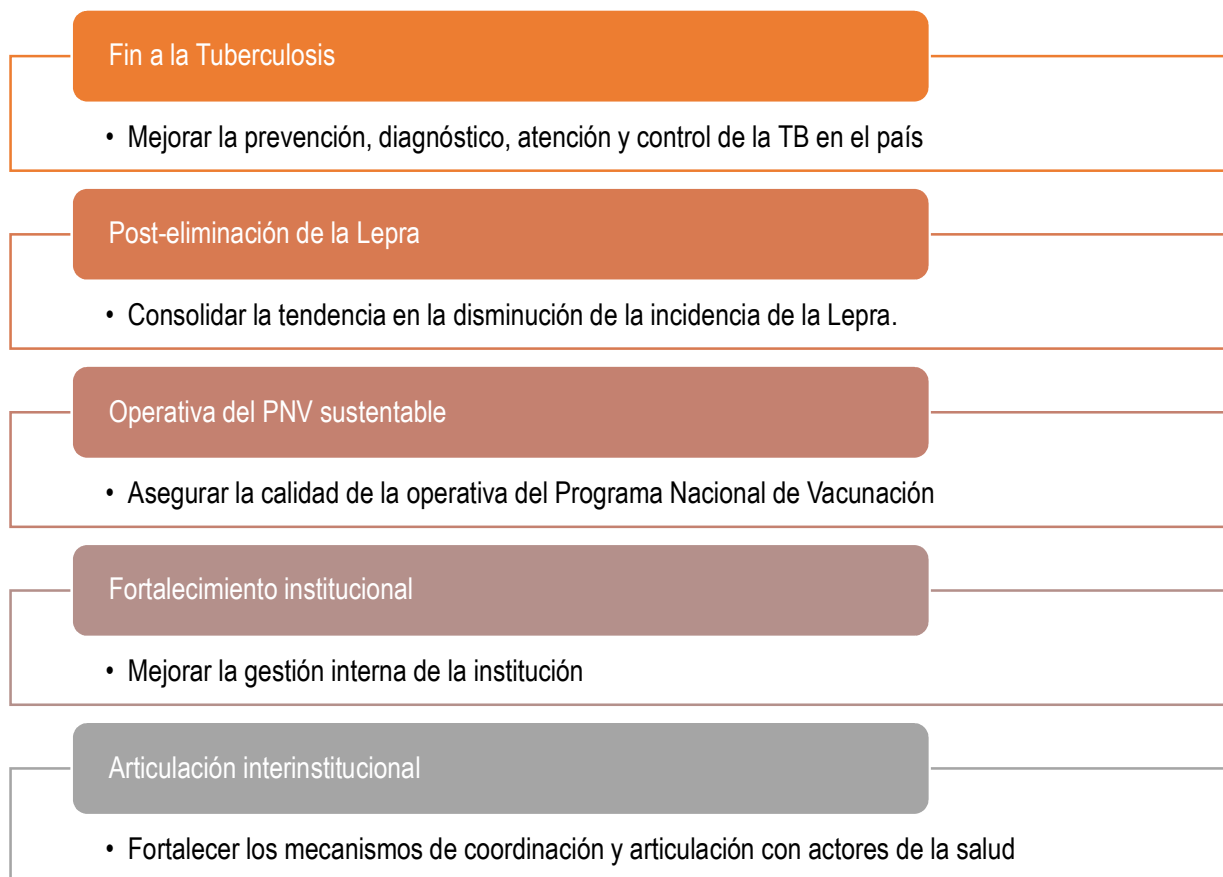 Fin a la Tuberculosis
• Mejorar la prevención, diagnóstico, atención y control de la TB en el país
Post-eliminación de la Lepra
• Consolidar la tendencia en la disminución de la incidencia de la Lepra.
Operativa del PNV sustentable
• Asegurar la calidad de la operativa del Programa Nacional de Vacunación
Fortalecimiento institucional
• Mejorar la gestión interna de la institución
Articulación interinstitucional
• Fortalecer los mecanismos de coordinación y articulación con actores de la salud